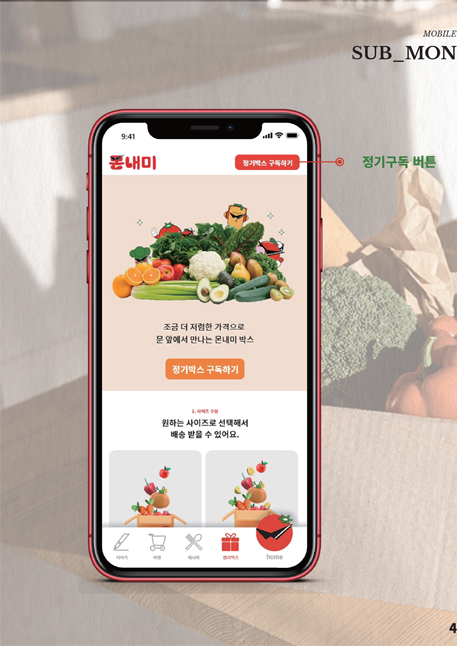 MOBILE
SUB_MON
9:41
몬내미
정기박스 구독하기
정기구독 버튼
조금 더 저렴한 가격으로
문 앞에서 만나는 몬내미 박스
정기박스 구독하기
1. 사이즈 구성
원하는 사이즈로 선택해서
배송 받을 수 있어요.
이야기
마켓
레시피
정기박스
home
4